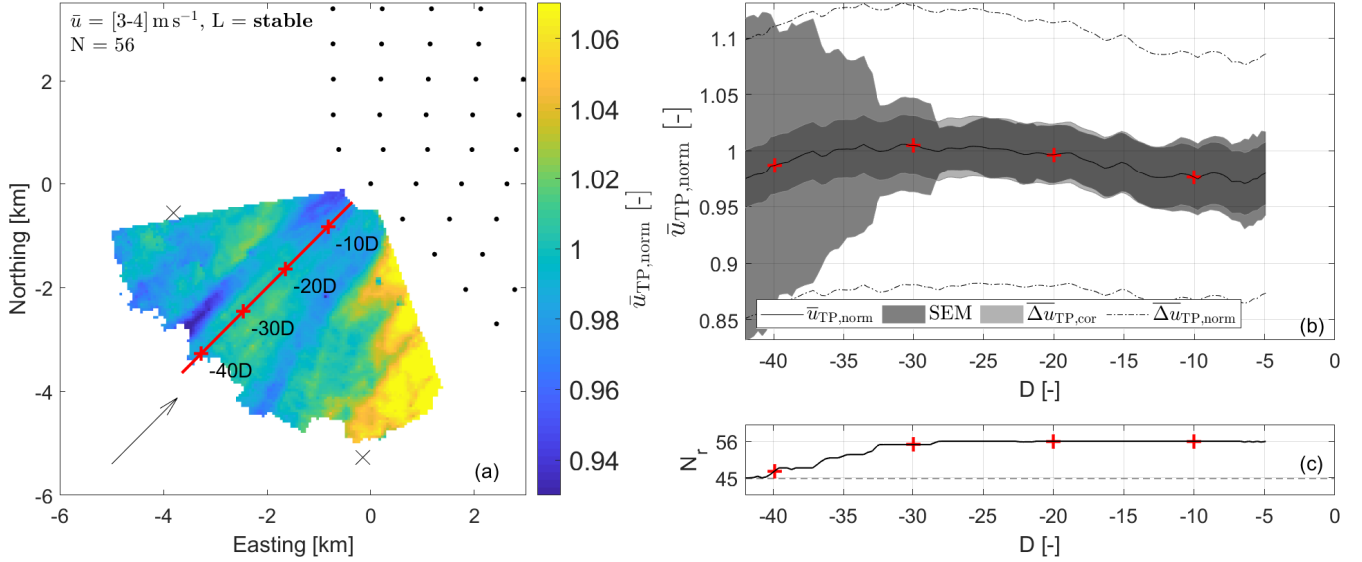 ū = [3-4] m s⁻¹, L = stable
N = 56
2
0
-2
-4
-6
-6
-4
-2
0
2
Northing [km]
Easting [km]
-10D
-20D
-30D
-40D
(a)
1.06
1.04
1.02
1
0.98
0.96
0.94
ū_TP,norm [-]
1.1
1.05
1
0.95
0.9
0.85
ū_TP,norm [-]
ū_TP,norm SEM Δu_TP,cor Δu_TP,norm
(b)
-40 -35 -30 -25 -20 -15 -10 -5 0
D [-]
56
45
N_r
(c)
-40 -35 -30 -25 -20 -15 -10 -5 0
D [-]